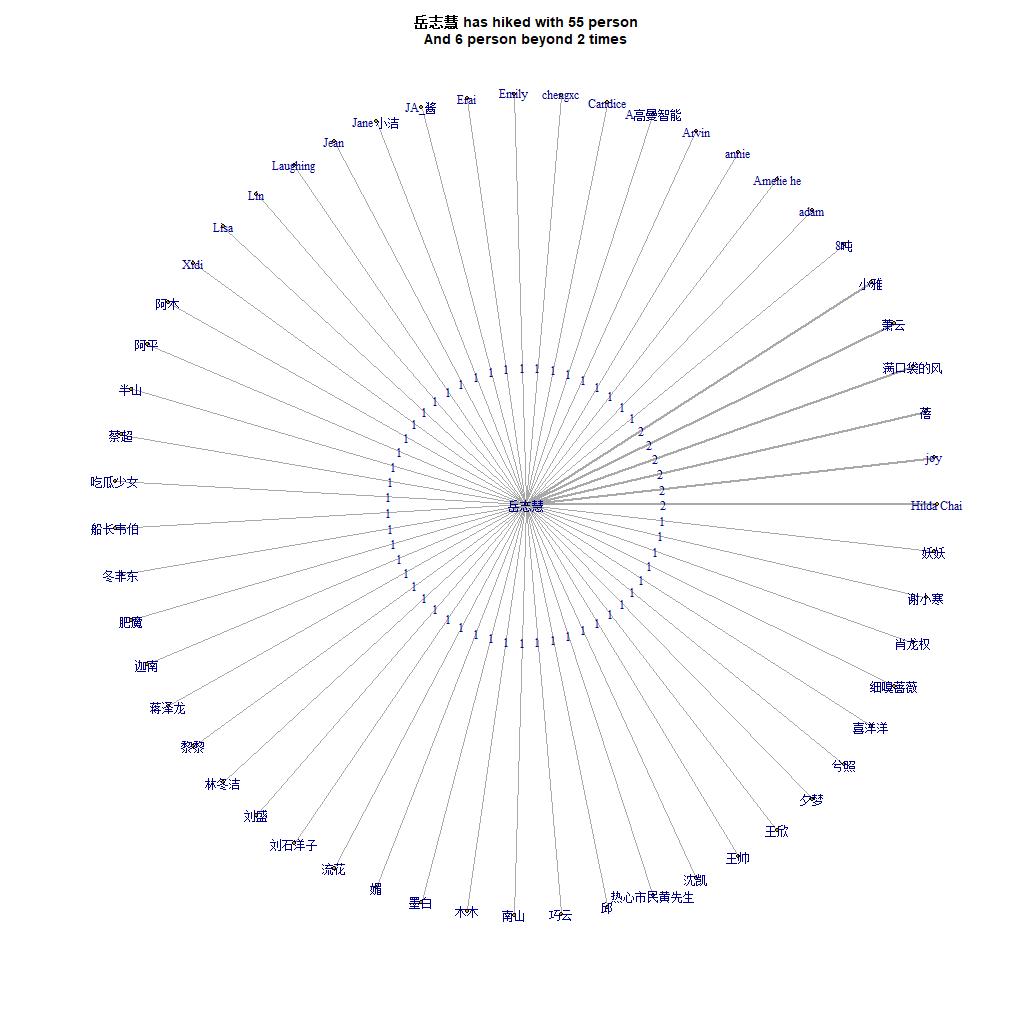 岳志慧 has hiked with 55 person
And 6 person beyond 2 times
Emily
chengxc
Erai
Candice
JA_酱
A高曼智能
Jane小洁
Arvin
Jean
annie
Laughing
Amelie he
Lin
adam
Lisa
8吨
Xidi
小雅
阿木
萧云
阿平
满口袋的风
半山
蓓
蔡超
joy
吃瓜少女
Hilda Chai
岳志慧
船长韦伯
妖妖
冬菲东
谢小寒
肥魔
肖龙权
迦南
细嗅蔷薇
蒋泽龙
喜洋洋
黎黎
兮照
林冬洁
夕梦
刘盛
王欣
刘石洋子
王帅
流花
沈凯
媚
热心市民黄先生
墨白
邱
木木
南山
巧云
1 1 1 1 1 1 1 1 1 1 1 1 1 1 1 1 1 1 1 1 1 1 1 1 1 1 1 1 1 1 1 1 1 1 1 1 1 1 1 1 1 1 1 1 1 1 1 1 1
2 2 2 2 2 2